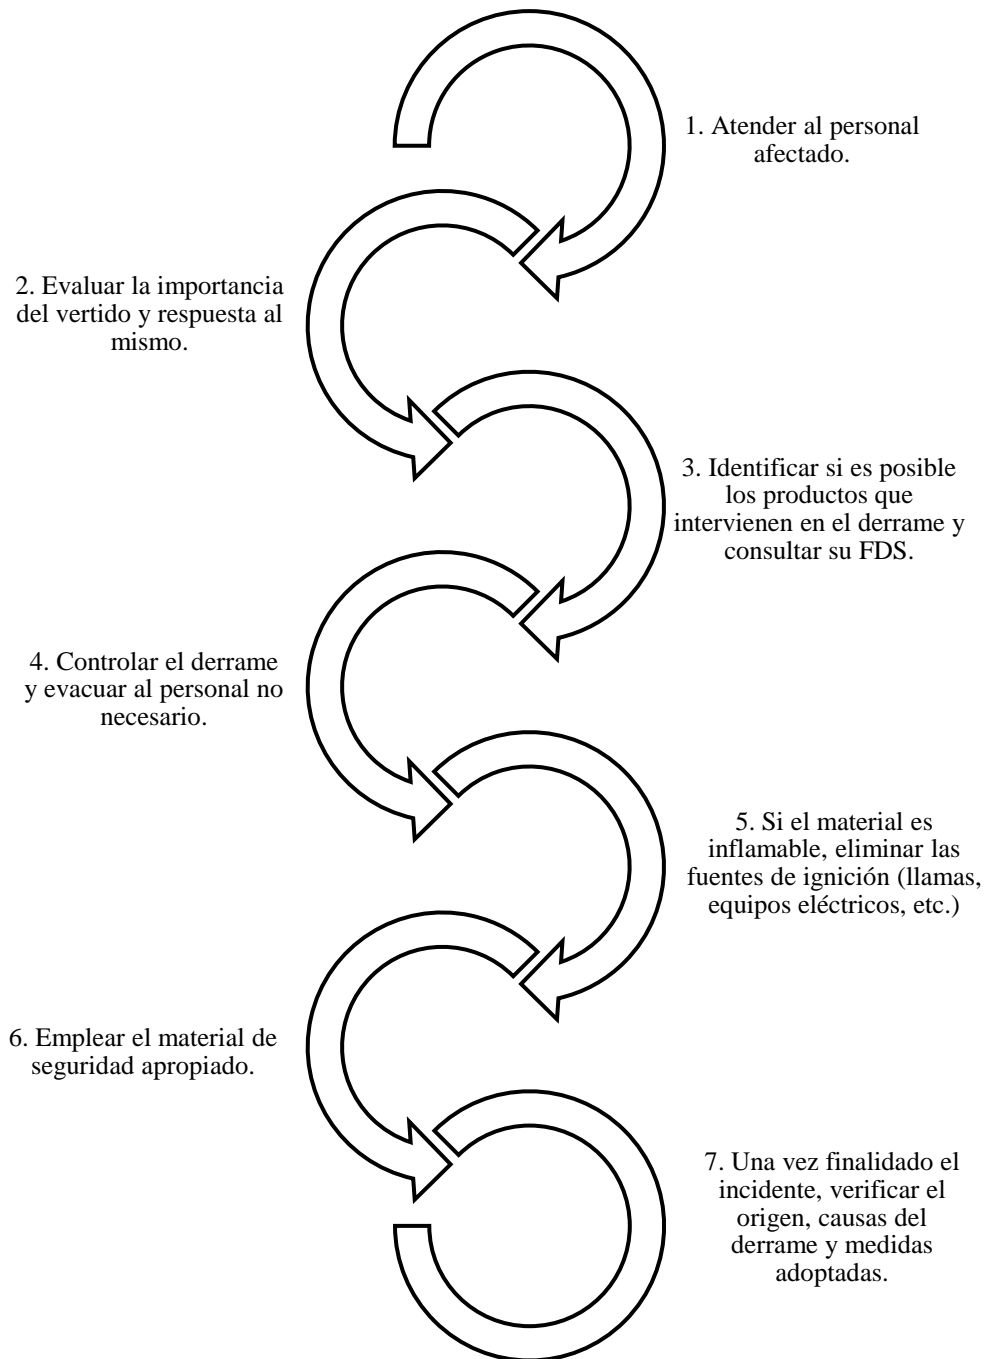 1. Atender al personal
afectado.
2. Evaluar la importancia
del vertido y respuesta al
mismo.
3. Identificar si es posible
los productos que
intervienen en el derrame y
consultar su FDS.
4. Controlar el derrame
y evacuar al personal no
necesario.
5. Si el material es
inflamable, eliminar las
fuentes de ignición (llamas,
equipos eléctricos, etc.)
6. Emplear el material de
seguridad apropiado.
7. Una vez finalidado el
incidente, verificar el
origen, causas del
derrame y medidas
adoptadas.